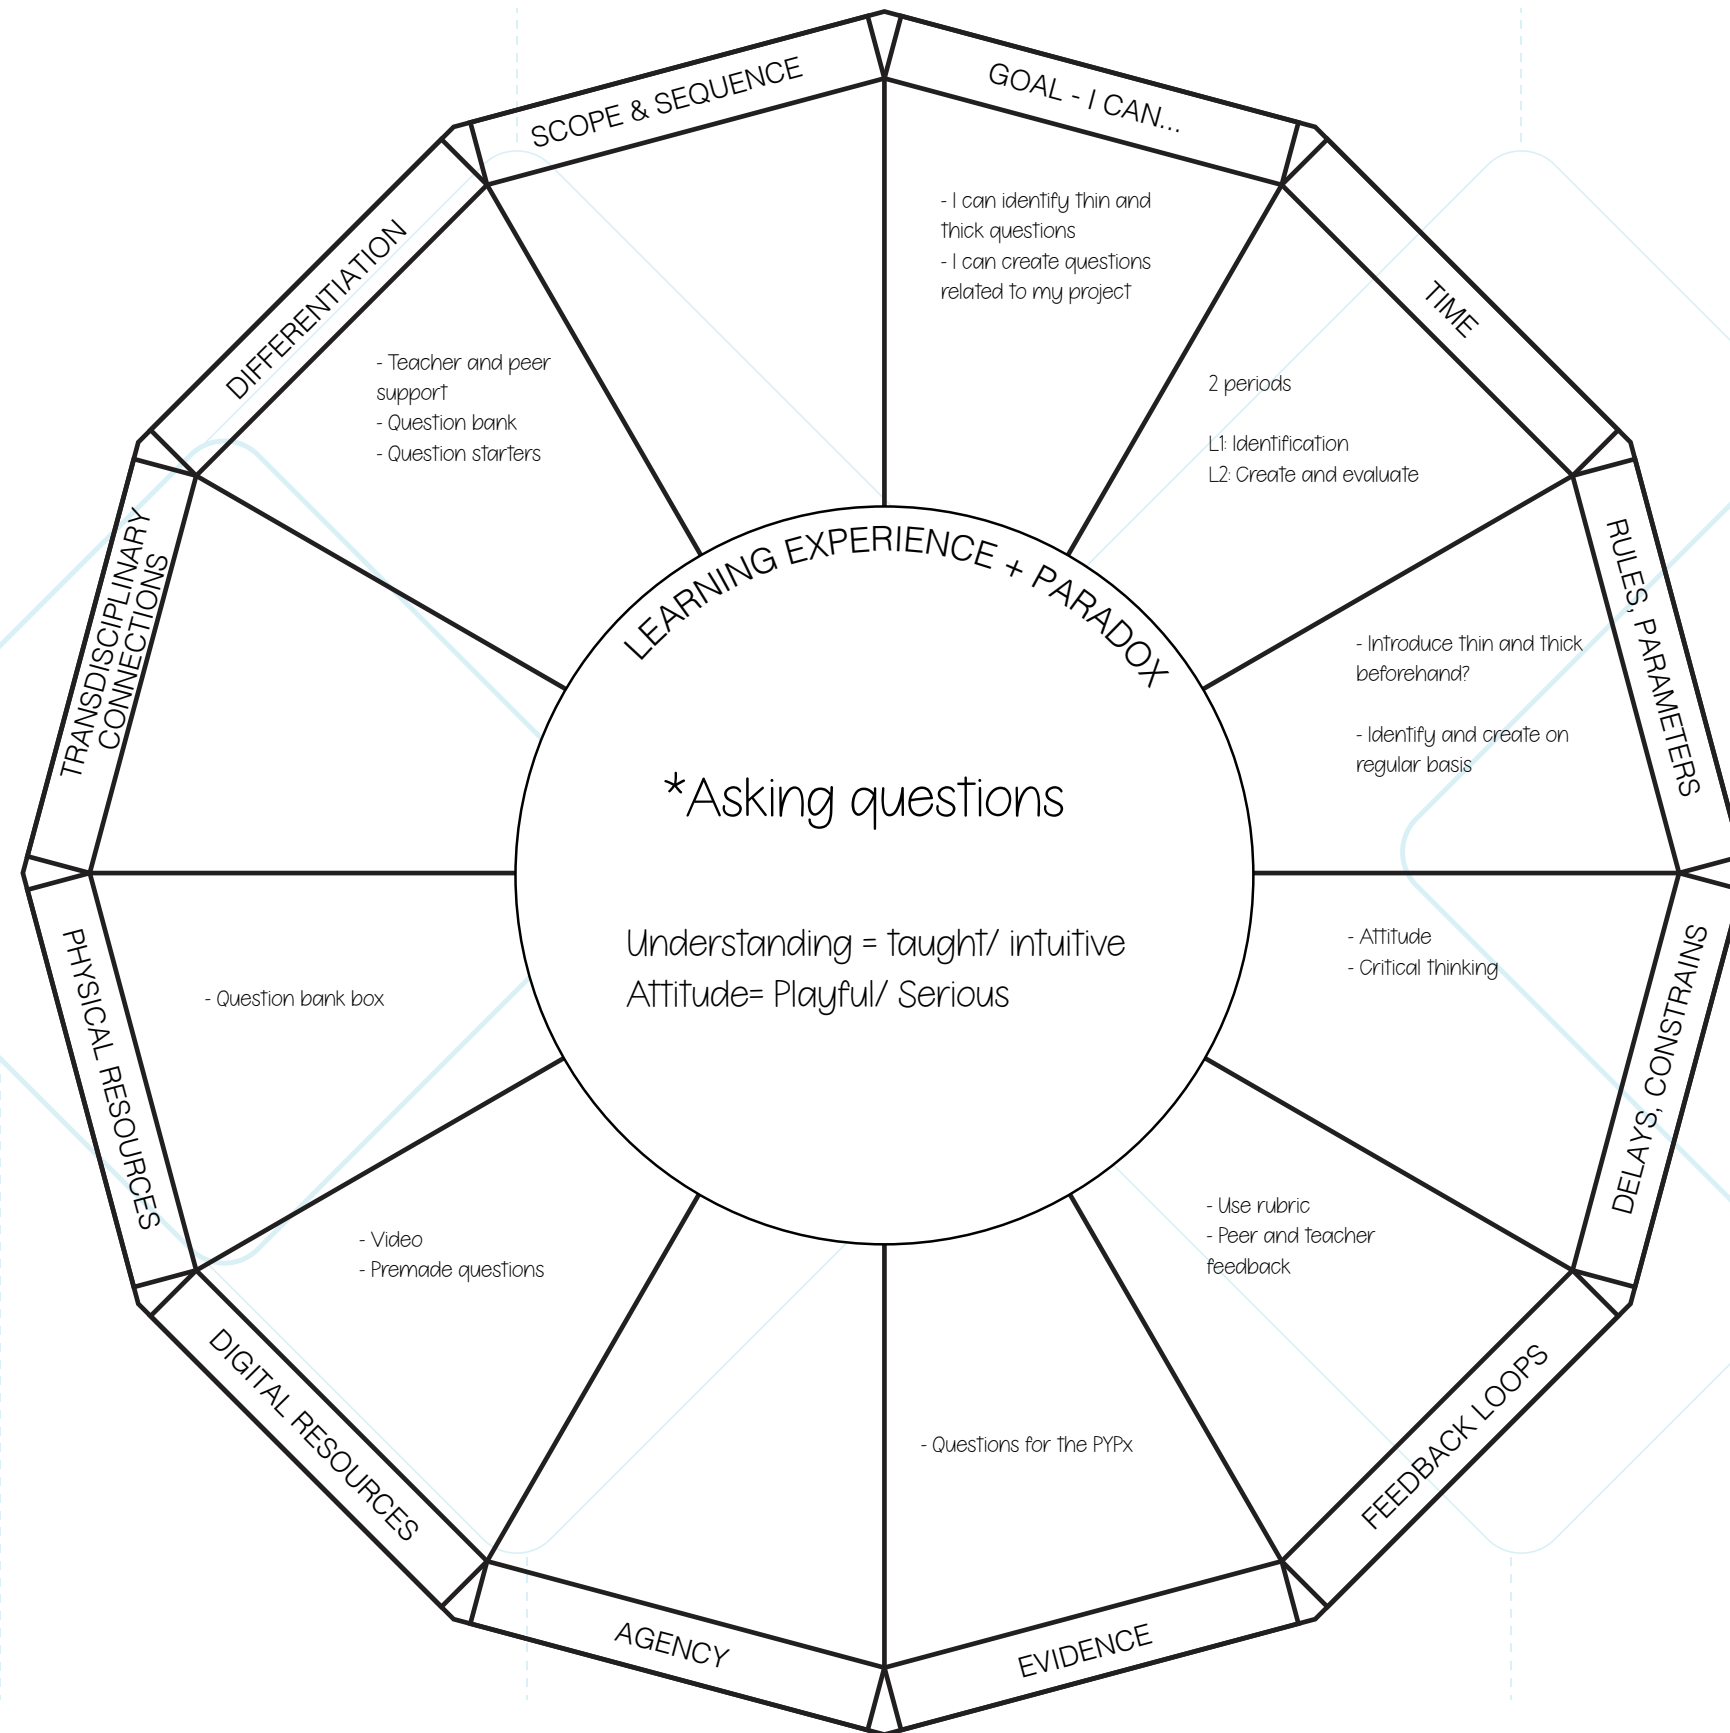 SCOPE & SEQUENCE
GOAL - I CAN...
- I can identify thin and
thick questions
- I can create questions
related to my project
TIME
2 periods
L1: Identification
L2: Create and evaluate
RULES, PARAMETERS
- Introduce thin and thick
beforehand?
- Identify and create on
regular basis
DELAYS, CONSTRAINS
- Attitude
- Critical thinking
FEEDBACK LOOPS
- Use rubric
- Peer and teacher
feedback
EVIDENCE
- Questions for the PYPx
AGENCY
DIGITAL RESOURCES
- Video
- Premade questions
PHYSICAL RESOURCES
- Question bank box
TRANSDISCIPLINARY
CONNECTIONS
DIFFERENTIATION
- Teacher and peer
support
- Question bank
- Question starters
LEARNING EXPERIENCE + PARADOX
*Asking questions
Understanding = taught/ intuitive
Attitude= Playful/ Serious